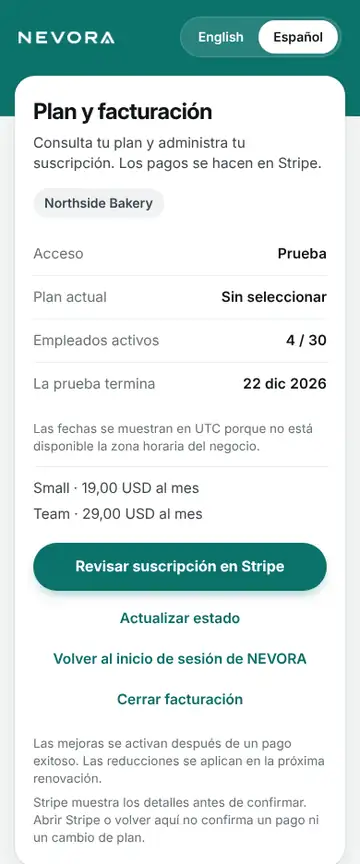 NEVORA
English
Español
Plan y facturación
Consulta tu plan y administra tu
suscripción. Los pagos se hacen en Stripe.
Northside Bakery
Acceso Prueba
Plan actual Sin seleccionar
Empleados activos 4 / 30
La prueba termina 22 dic 2026
Las fechas se muestran en UTC porque no está
disponible la zona horaria del negocio.
Small · 19,00 USD al mes
Team · 29,00 USD al mes
Revisar suscripción en Stripe
Actualizar estado
Volver al inicio de sesión de NEVORA
Cerrar facturación
Las mejoras se activan después de un pago
exitoso. Las reducciones se aplican en la próxima
renovación.
Stripe muestra los detalles antes de confirmar.
Abrir Stripe o volver aquí no confirma un pago ni
un cambio de plan.